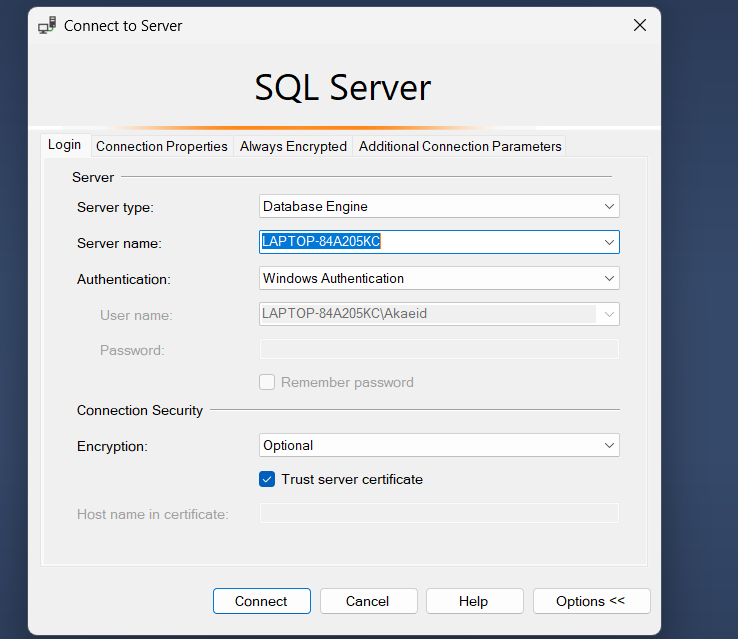 Connect to Server
SQL Server
Login Connection Properties Always Encrypted Additional Connection Parameters
Server
Server type: Database Engine
Server name: LAPTOP-84A205KC
Authentication: Windows Authentication
User name: LAPTOP-84A205KC\Akaeid
Password:
Remember password
Connection Security
Encryption: Optional
Trust server certificate
Host name in certificate:
Connect Cancel Help Options <<